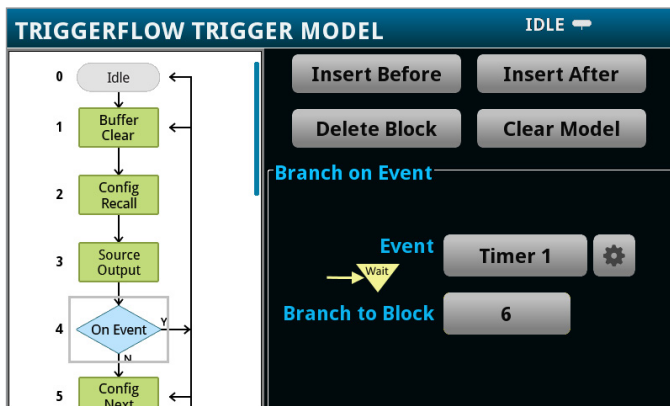 TRIGGERFLOW TRIGGER MODEL
IDLE
0
Idle
1
Buffer
Clear
2
Config
Recall
3
Source
Output
4
On Event
Y
N
5
Config
Next
Insert Before
Insert After
Delete Block
Clear Model
Branch on Event
Event
Timer 1
Wait
Branch to Block
6